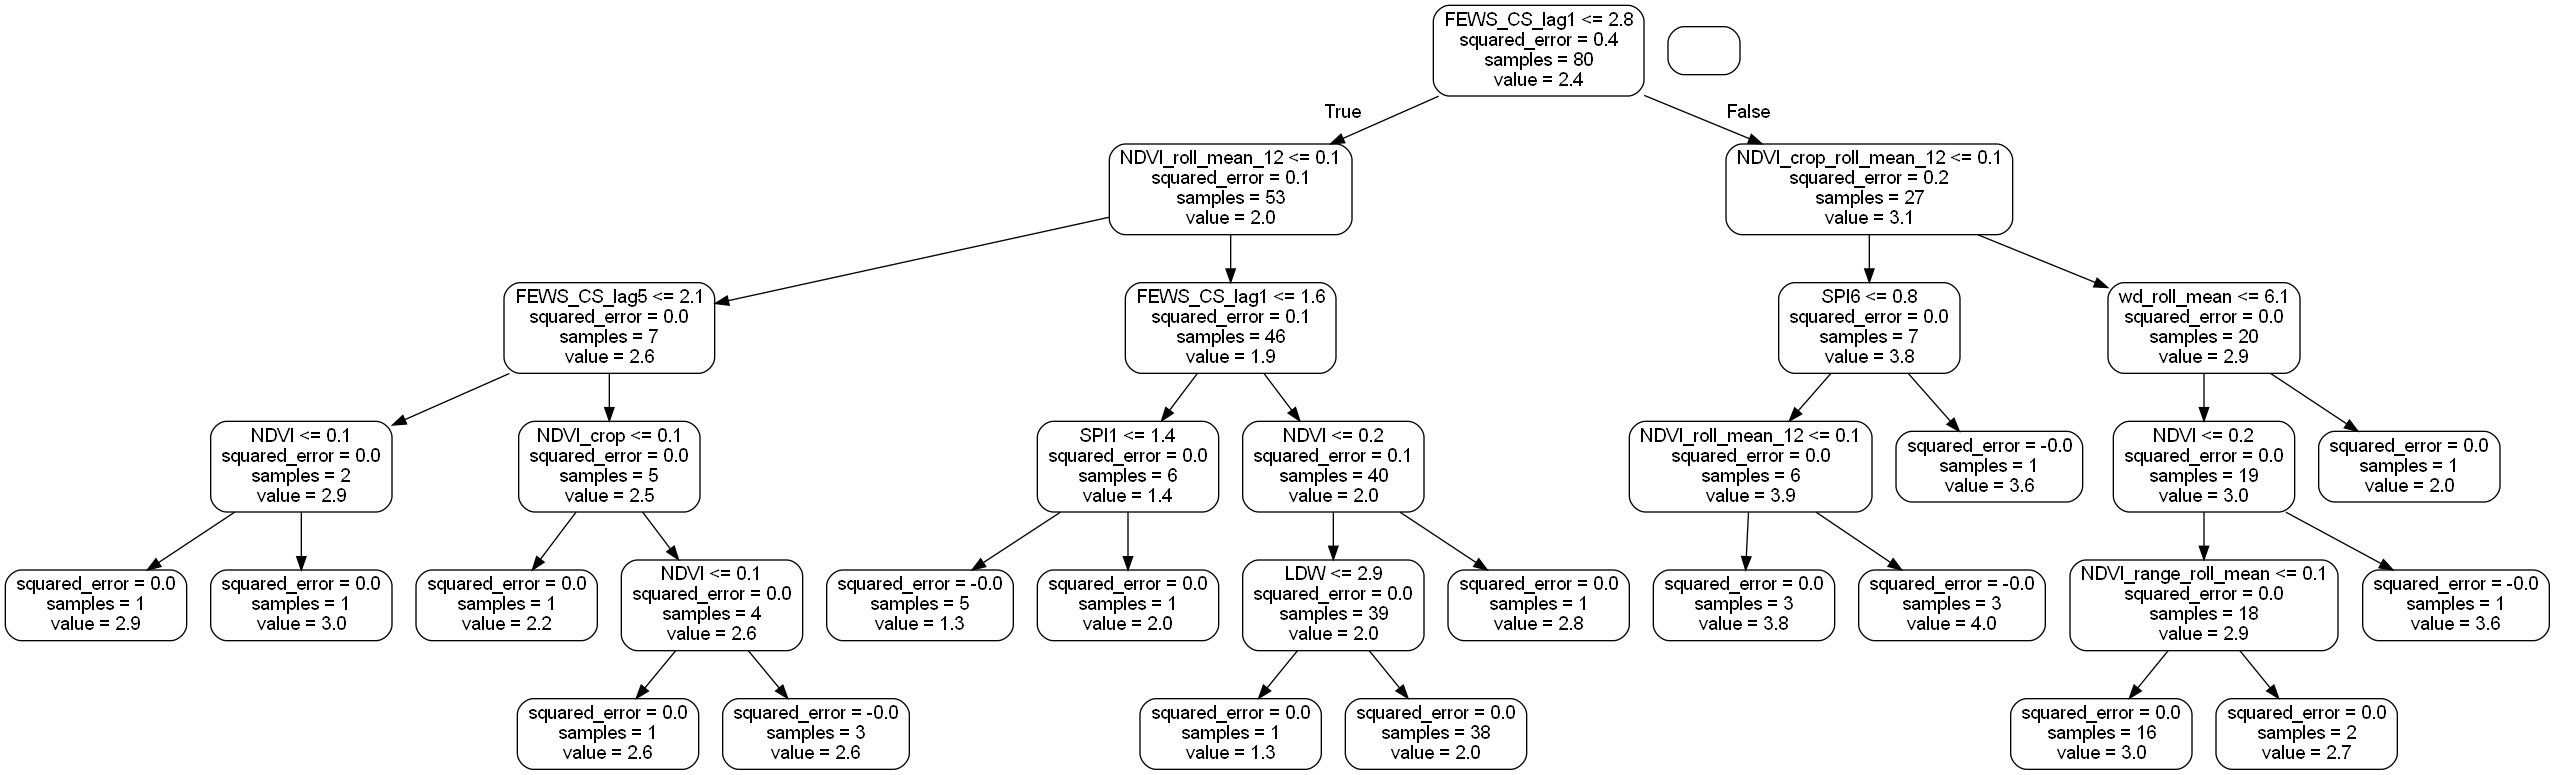 FEWS_CS_lag1 <= 2.8
squared_error = 0.4
samples = 80
value = 2.4
True
False
NDVI_roll_mean_12 <= 0.1
squared_error = 0.1
samples = 53
value = 2.0
NDVI_crop_roll_mean_12 <= 0.1
squared_error = 0.2
samples = 27
value = 3.1
FEWS_CS_lag5 <= 2.1
squared_error = 0.0
samples = 7
value = 2.6
FEWS_CS_lag1 <= 1.6
squared_error = 0.1
samples = 46
value = 1.9
SPI6 <= 0.8
squared_error = 0.0
samples = 7
value = 3.8
wd_roll_mean <= 6.1
squared_error = 0.0
samples = 20
value = 2.9
NDVI <= 0.1
squared_error = 0.0
samples = 2
value = 2.9
NDVI_crop <= 0.1
squared_error = 0.0
samples = 5
value = 2.5
SPI1 <= 1.4
squared_error = 0.0
samples = 6
value = 1.4
NDVI <= 0.2
squared_error = 0.1
samples = 40
value = 2.0
NDVI_roll_mean_12 <= 0.1
squared_error = 0.0
samples = 6
value = 3.9
squared_error = -0.0
samples = 1
value = 3.6
NDVI <= 0.2
squared_error = 0.0
samples = 19
value = 3.0
squared_error = 0.0
samples = 1
value = 2.0
squared_error = 0.0
samples = 1
value = 2.9
squared_error = 0.0
samples = 1
value = 3.0
squared_error = 0.0
samples = 1
value = 2.2
NDVI <= 0.1
squared_error = 0.0
samples = 4
value = 2.6
squared_error = -0.0
samples = 5
value = 1.3
squared_error = 0.0
samples = 1
value = 2.0
LDW <= 2.9
squared_error = 0.0
samples = 39
value = 2.0
squared_error = 0.0
samples = 1
value = 2.8
squared_error = 0.0
samples = 3
value = 3.8
squared_error = -0.0
samples = 3
value = 4.0
NDVI_range_roll_mean <= 0.1
squared_error = 0.0
samples = 18
value = 2.9
squared_error = -0.0
samples = 1
value = 3.6
squared_error = 0.0
samples = 1
value = 2.6
squared_error = -0.0
samples = 3
value = 2.6
squared_error = 0.0
samples = 1
value = 1.3
squared_error = 0.0
samples = 38
value = 2.0
squared_error = 0.0
samples = 16
value = 3.0
squared_error = 0.0
samples = 2
value = 2.7